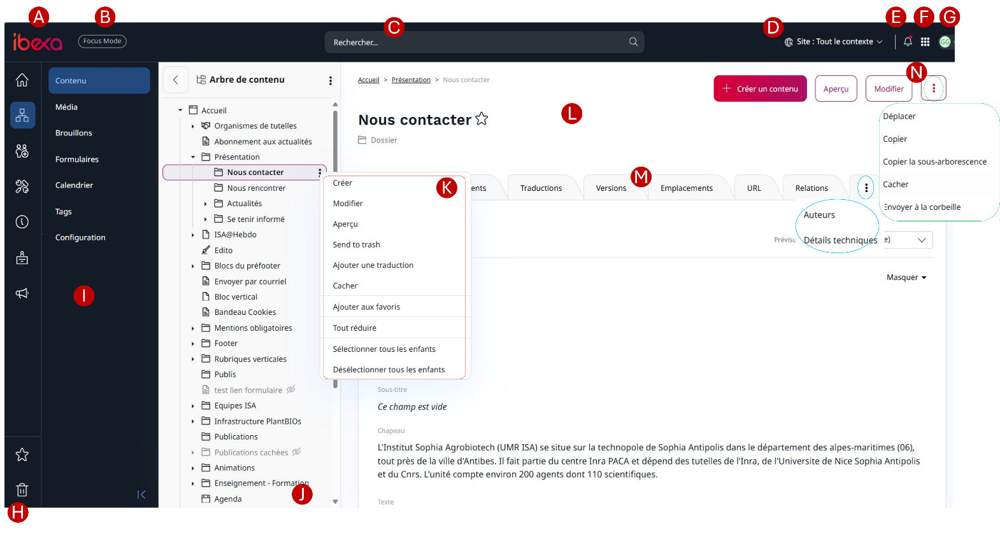 A
B
C
D
E
F
G
ibexa
Focus Mode
Rechercher...
Site : Tout le contexte
GG
Contenu
Média
Brouillons
Formulaires
Calendrier
Tags
Configuration
I
H
Arbre de contenu
Accueil
Organismes de tutelles
Abonnement aux actualités
Présentation
Nous contacter
Nous rencontrer
Actualités
Se tenir informé
ISA@Hebdo
Edito
Blocs du préfooter
Envoyer par courriel
Bloc vertical
Bandeau Cookies
Mentions obligatoires
Footer
Rubriques verticales
Publis
test lien formulaire
Equipes ISA
Infrastructure PlantBIOs
Publications
Publications cachées
Animations
Enseignement - Formation
Agenda
J
K
Créer
Modifier
Aperçu
Send to trash
Ajouter une traduction
Cacher
Ajouter aux favoris
Tout réduire
Sélectionner tous les enfants
Désélectionner tous les enfants
Accueil > Présentation > Nous contacter
+ Créer un contenu
Aperçu
Modifier
N
L
Nous contacter
Dossier
Déplacer
Copier
Copier la sous-arborescence
Cacher
Envoyer à la corbeille
M
ents
Traductions
Versions
Emplacements
URL
Relations
Auteurs
Détails techniques
Prévisu
e)
Masquer
Sous-titre
Ce champ est vide
Chapeau
L'Institut Sophia Agrobiotech (UMR ISA) se situe sur la technopole de Sophia Antipolis dans le département des alpes-maritimes (06),
tout près de la ville d'Antibes. Il fait partie du centre Inra PACA et dépend des tutelles de l'Inra, de l'Universite de Nice Sophia Antipolis
et du Cnrs. L'unité compte environ 200 agents dont 110 scientifiques.
Texte